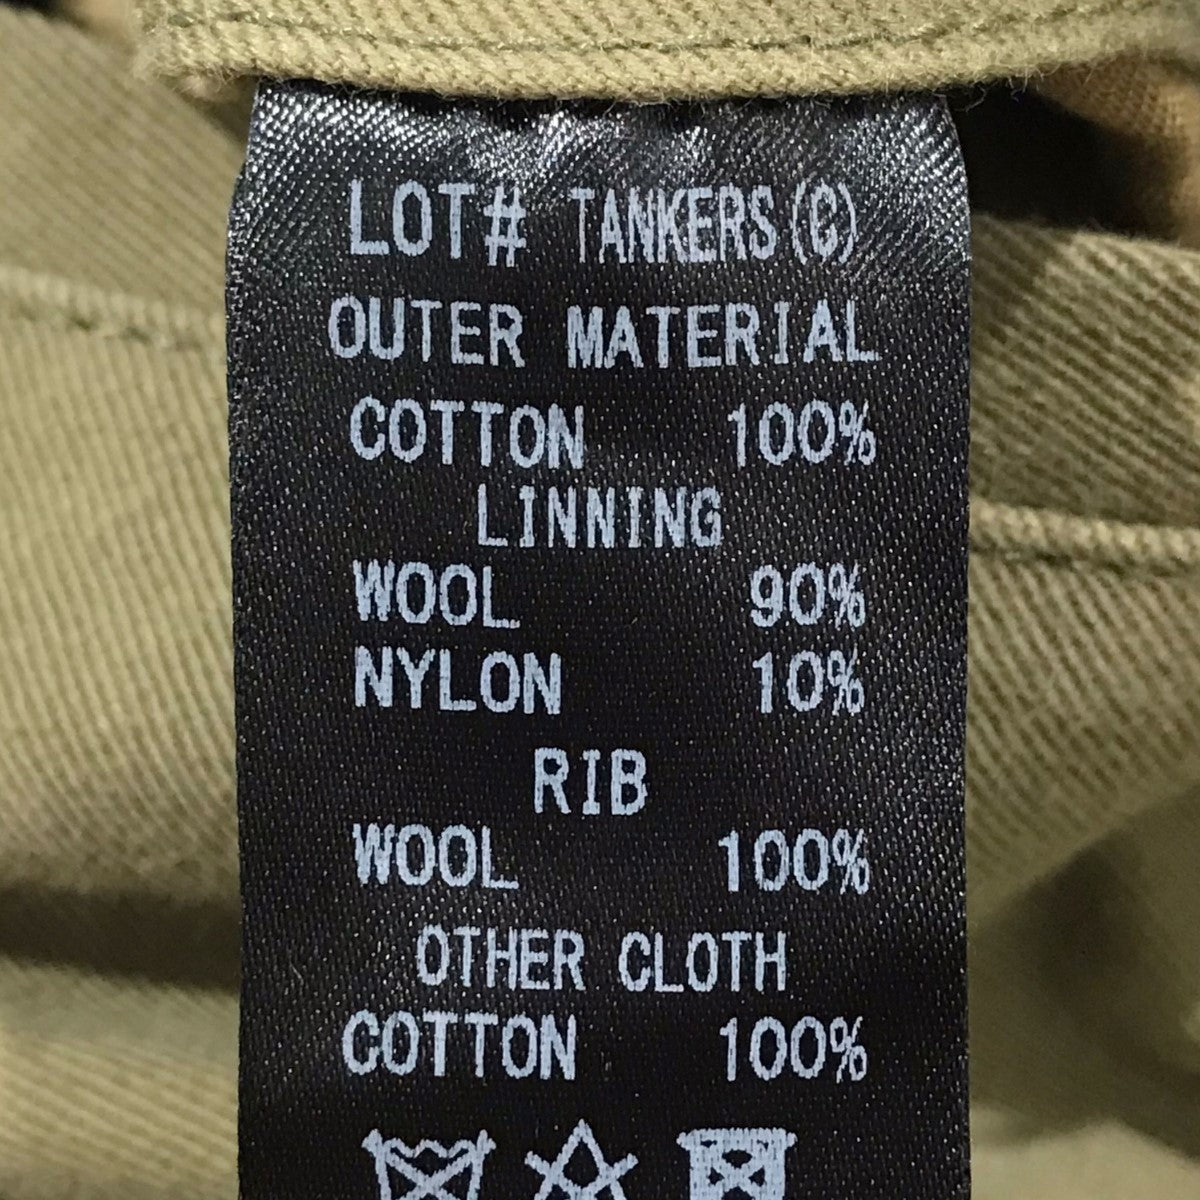 LOT# TANKERS(C)
OUTER MATERIAL
COTTON 100%
LINNING
WOOL 90%
NYLON 10%
RIB
WOOL 100%
OTHER CLOTH
COTTON 100%